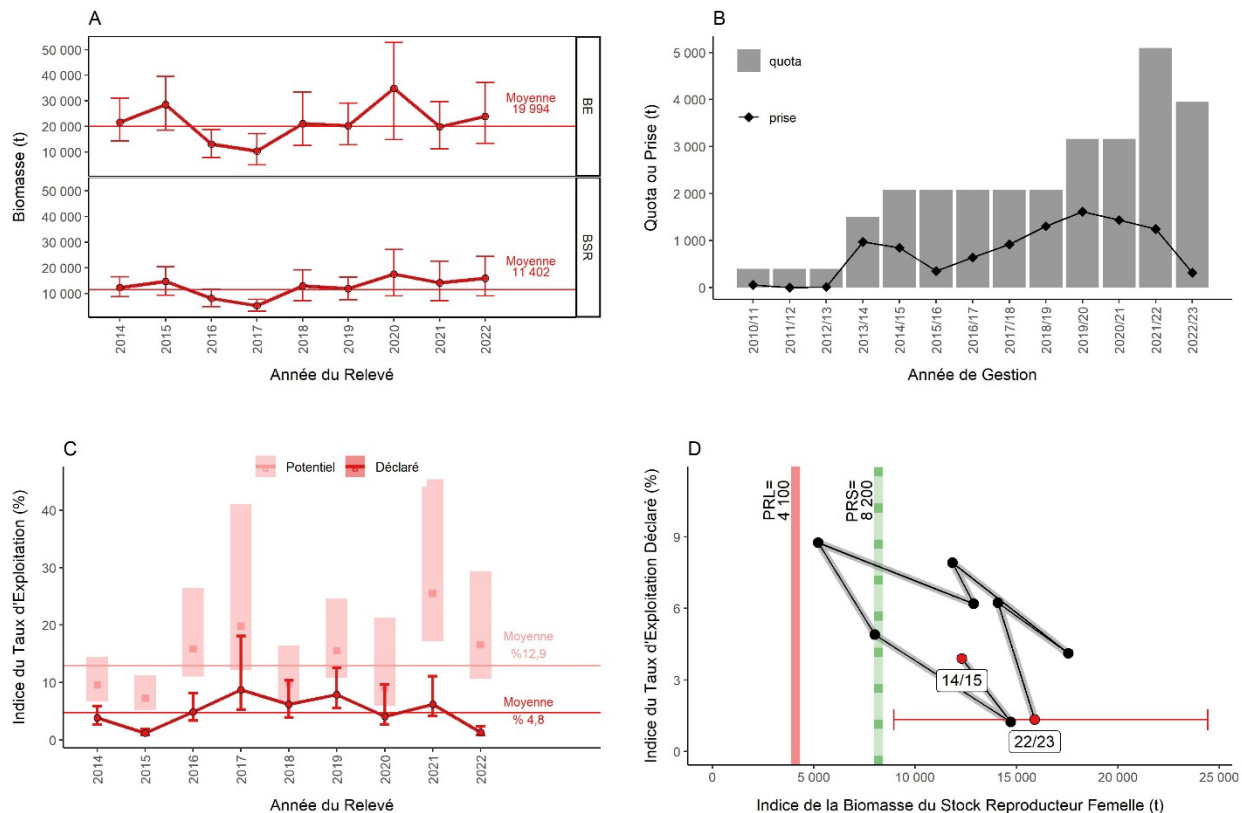 A
Biomasse (t)
50 000
40 000
30 000
20 000
10 000
Moyenne
19 994
BE
50 000
40 000
30 000
20 000
10 000
Moyenne
11 402
BSR
2014
2015
2016
2017
2018
2019
2020
2021
2022
Année du Relevé
B
Quota ou Prise (t)
5 000
4 000
3 000
2 000
1 000
0
quota
prise
2010/11
2011/12
2012/13
2013/14
2014/15
2015/16
2016/17
2017/18
2018/19
2019/20
2020/21
2021/22
2022/23
Année de Gestion
C
Potentiel
Déclaré
Indice du Taux d'Exploitation (%)
40
30
20
10
0
Moyenne
%12,9
Moyenne
% 4,8
2014
2015
2016
2017
2018
2019
2020
2021
2022
Année du Relevé
D
Indice du Taux d'Exploitation Déclaré (%)
9
6
3
0
PRL=
4 100
PRS=
8 200
14/15
22/23
0
5 000
10 000
15 000
20 000
25 000
Indice de la Biomasse du Stock Reproducteur Femelle (t)